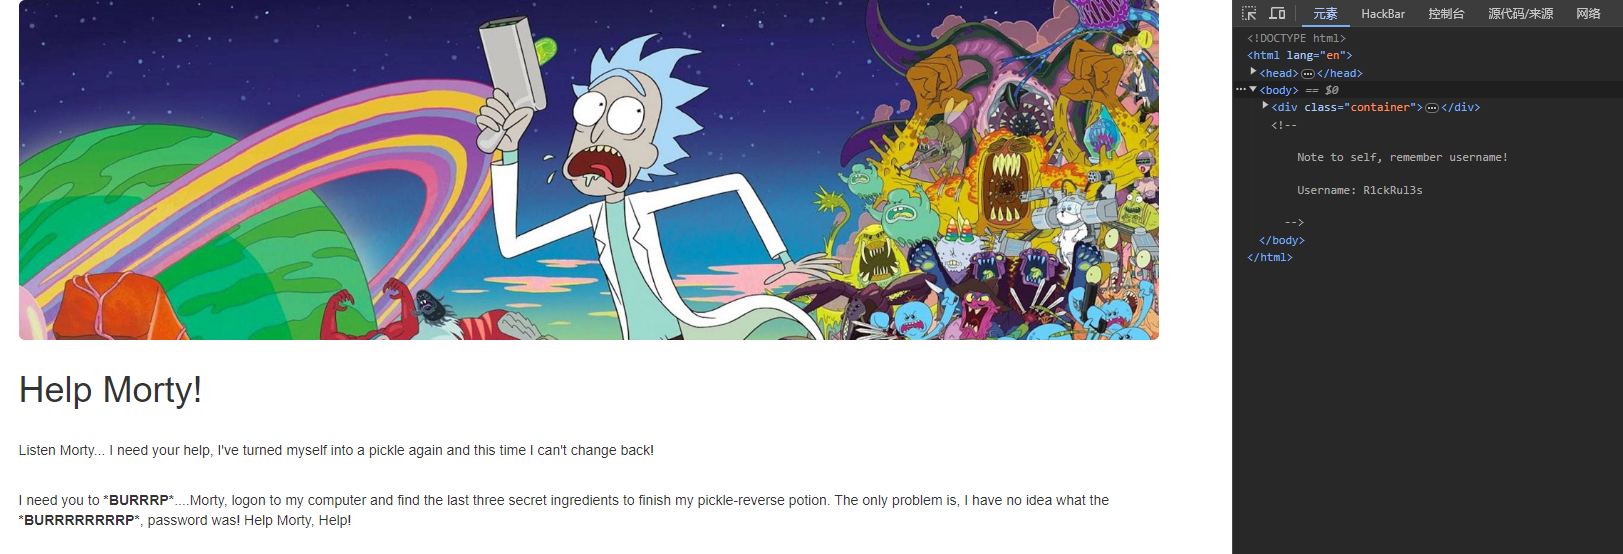 Help Morty!
Listen Morty... I need your help, I've turned myself into a pickle again and this time I can't change back!
I need you to *BURRRP*....Morty, logon to my computer and find the last three secret ingredients to finish my pickle-reverse potion. The only problem is, I have no idea what the
*BURRRRRRRRP*, password was! Help Morty, Help!
元素 HackBar 控制台 源代码/来源 网络
<!DOCTYPE html>
<html lang="en">
<head>…</head>
<body> == $0
<div class="container">…</div>
<!--
Note to self, remember username!
Username: R1ckRul3s
-->
</body>
</html>